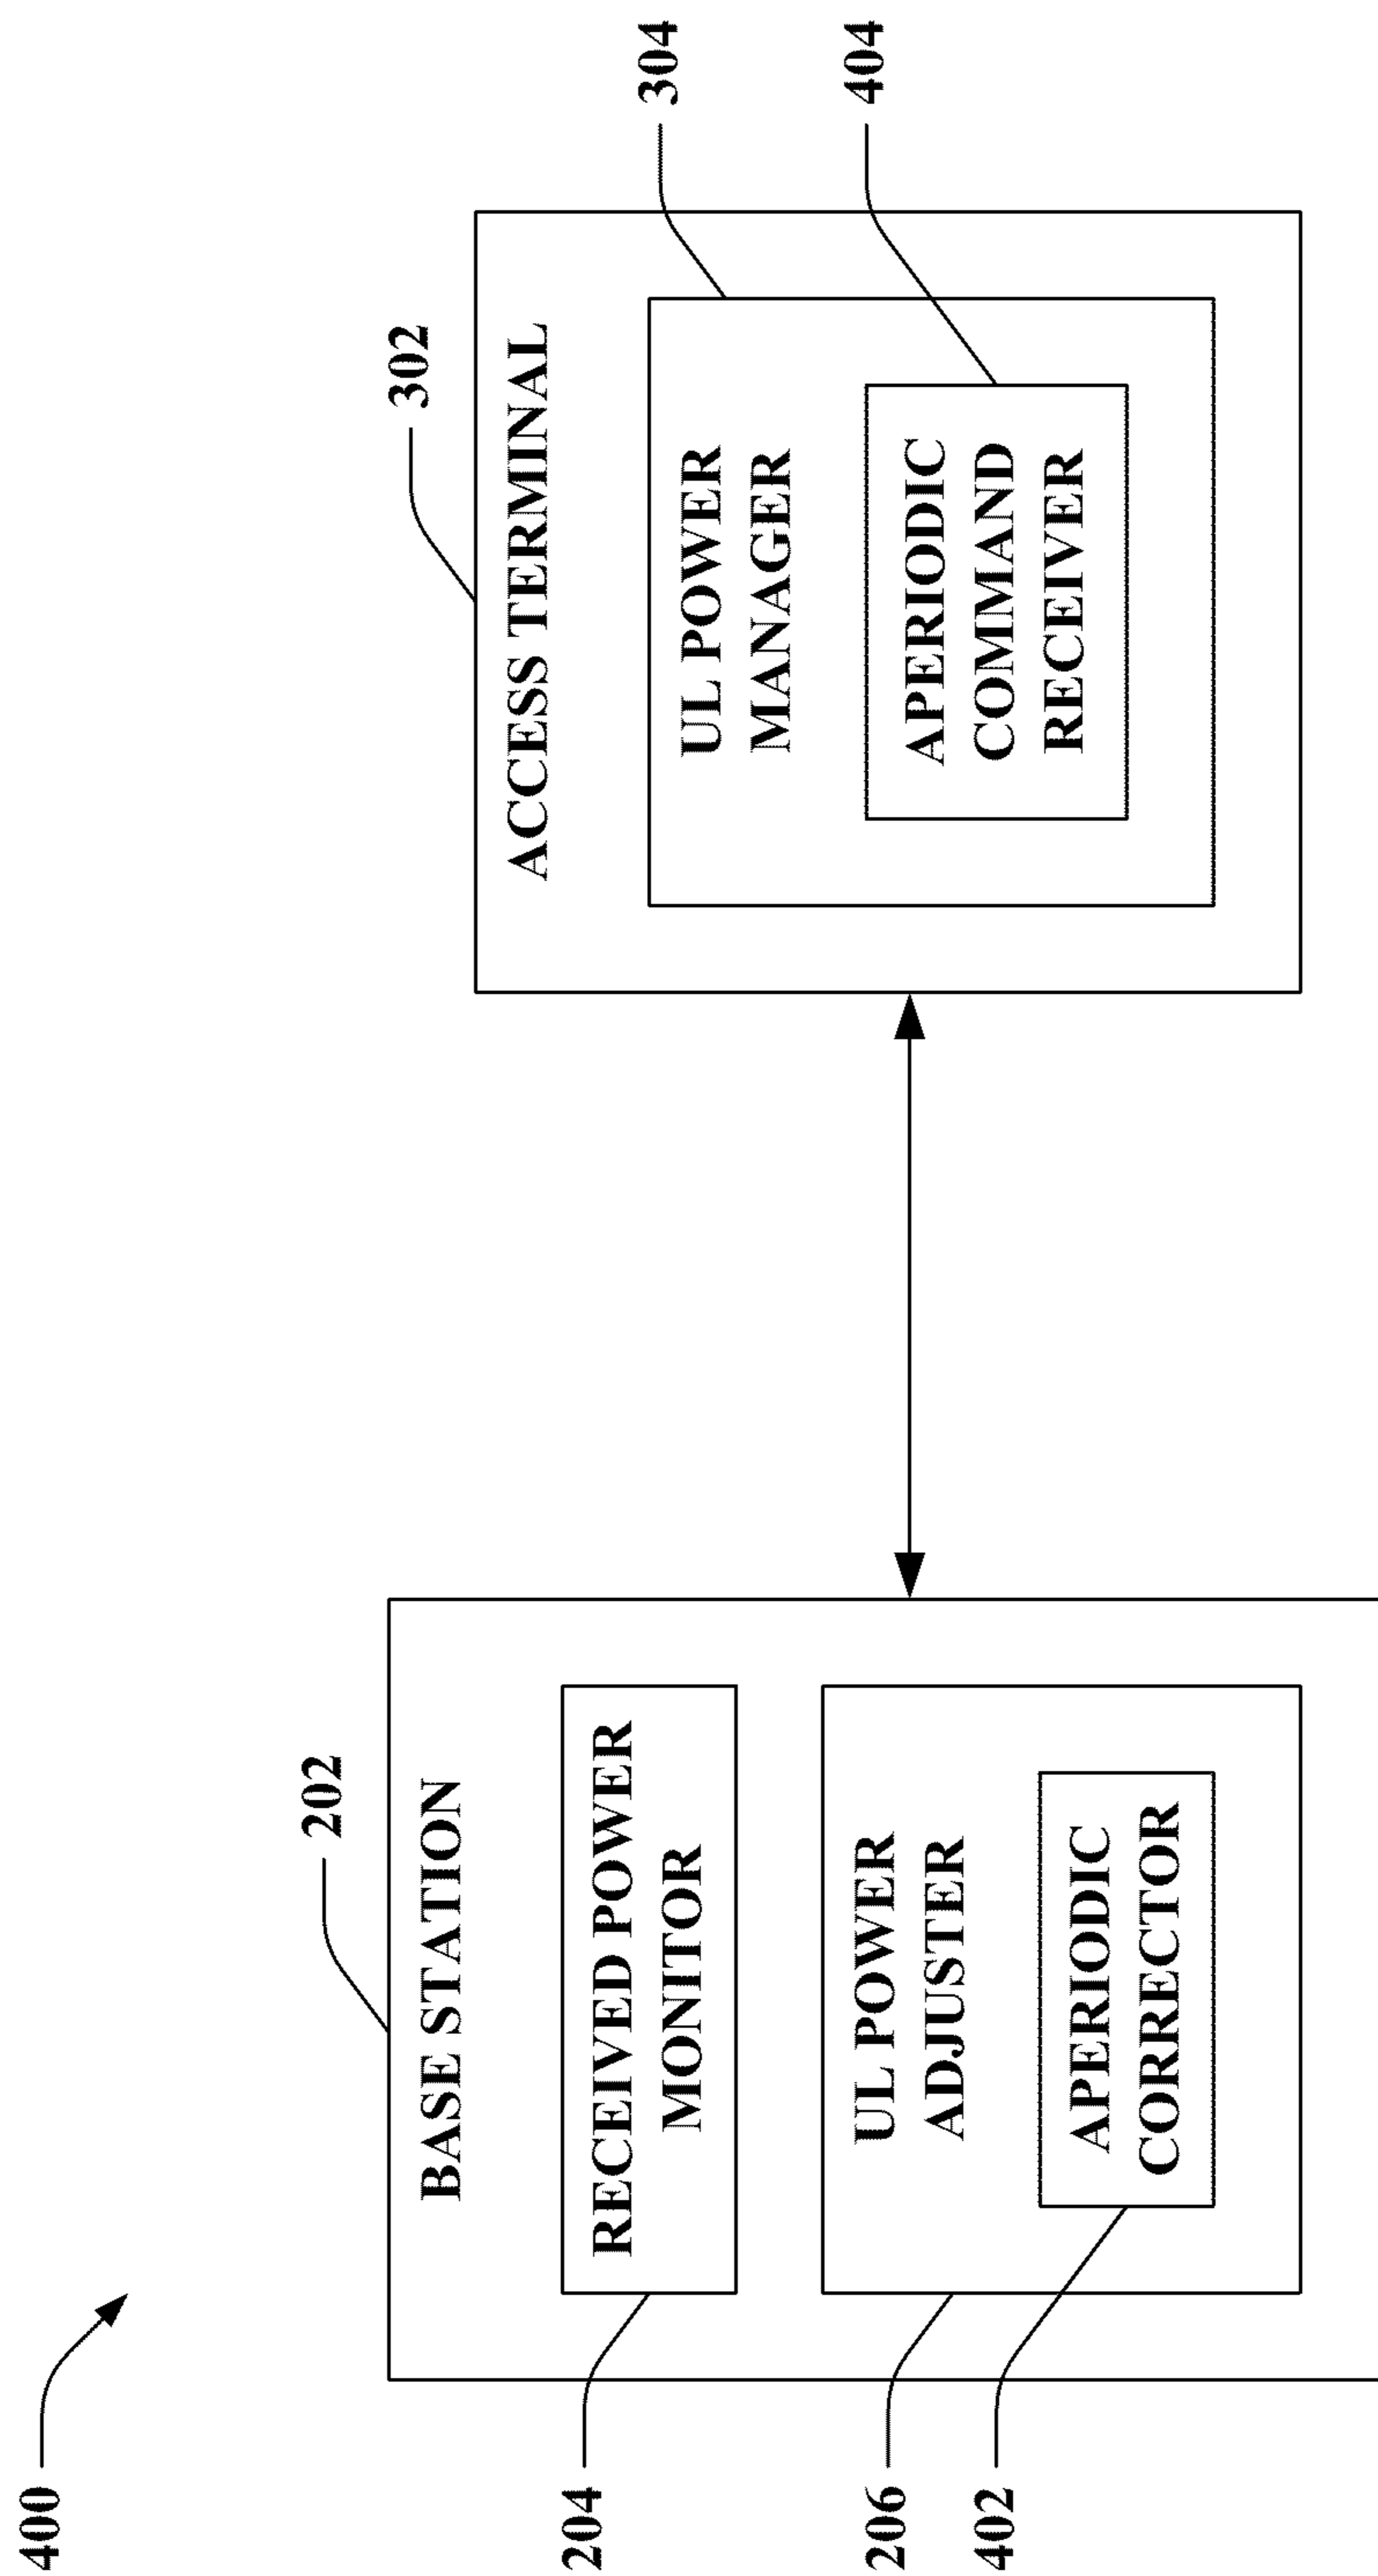 400
202
BASE STATION
204
RECEIVED POWER
MONITOR
206
UL POWER
ADJUSTER
402
APERIODIC
CORRECTOR
302
ACCESS TERMINAL
304
UL POWER
MANAGER
404
APERIODIC
COMMAND
RECEIVER